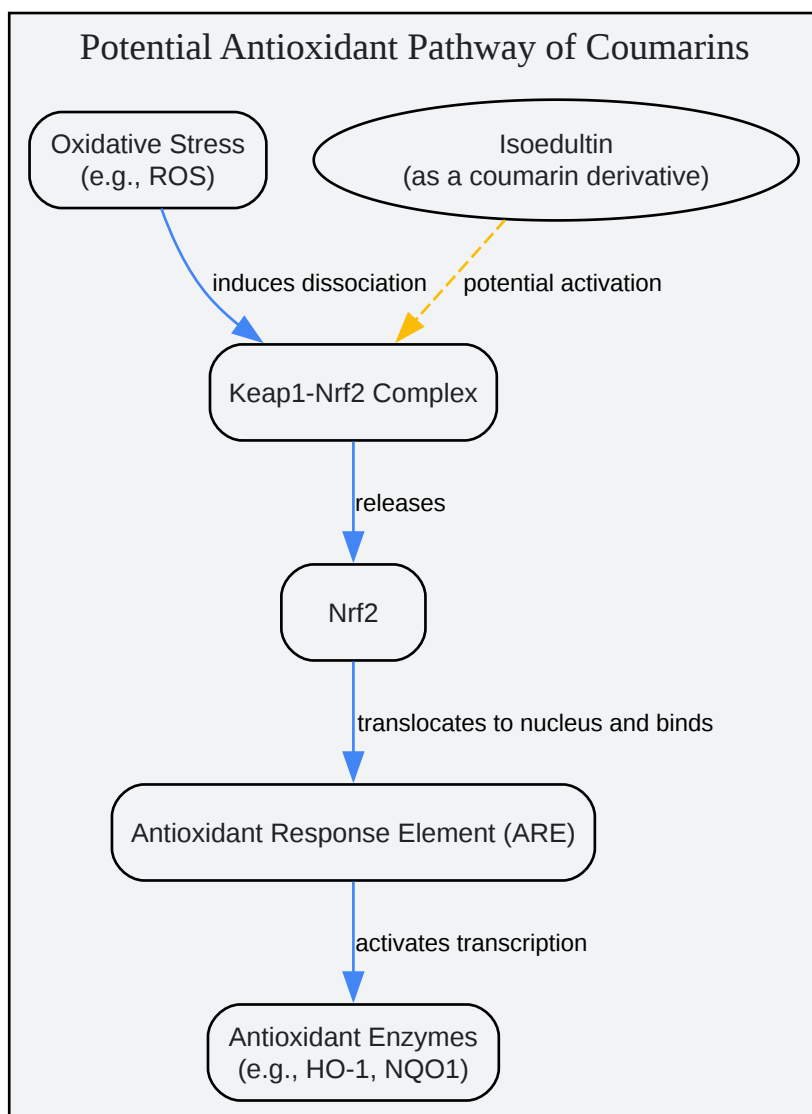 Potential Antioxidant Pathway of Coumarins
Oxidative Stress
(e.g., ROS)
Isoedultin
(as a coumarin derivative)
induces dissociation
potential activation
Keap1-Nrf2 Complex
releases
Nrf2
translocates to nucleus and binds
Antioxidant Response Element (ARE)
activates transcription
Antioxidant Enzymes
(e.g., HO-1, NQO1)